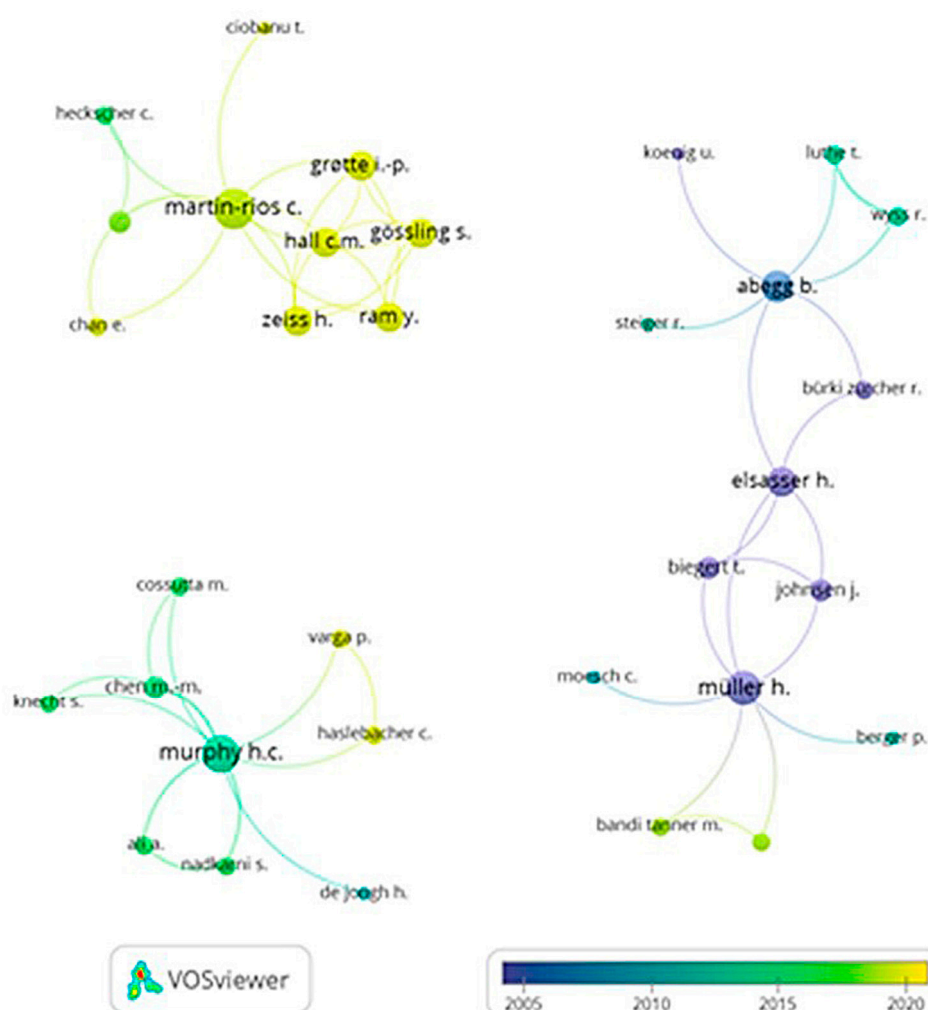 ciobanu t.
heckscher c.
grøtte i.-p.
martin-rios c.
hall c.m.
gössling s.
zeiss h.
ram y.
chan e.
koenig u.
luthe t.
wyss r.
abegg b.
steiger r.
bürki zürcher r.
elsasser h.
biegert t.
johnsen j.
moesch c.
müller h.
berger p.
bandi tanner m.
cossutta m.
varga p.
chen m.-m.
knecht s.
haslebacher c.
murphy h.c.
ali a.
nadkarni s.
de joogh h.
VOSviewer
2005 2010 2015 2020